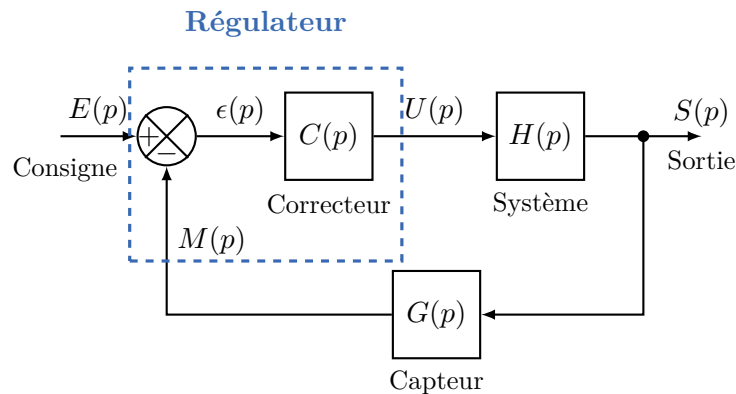 Régulateur
E(p)
Consigne
+
−
ϵ(p)
C(p)
Correcteur
U(p)
H(p)
Système
S(p)
Sortie
M(p)
G(p)
Capteur